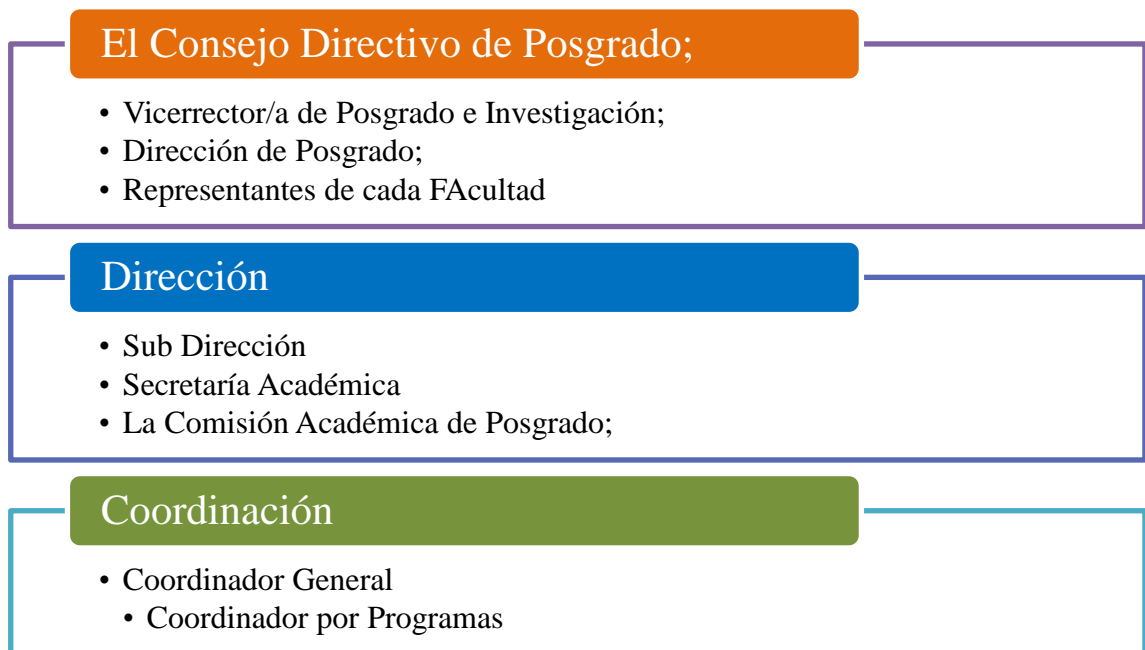 El Consejo Directivo de Posgrado;
• Vicerrector/a de Posgrado e Investigación;
• Dirección de Posgrado;
• Representantes de cada FAcultad
Dirección
• Sub Dirección
• Secretaría Académica
• La Comisión Académica de Posgrado;
Coordinación
• Coordinador General
• Coordinador por Programas